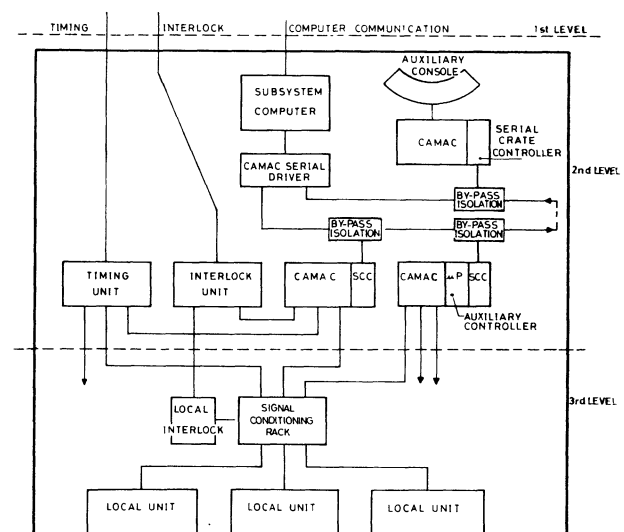 TIMING
INTERLOCK
COMPUTER COMMUNICATION
1st LEVEL
AUXILIARY
CONSOLE
SUBSYSTEM
COMPUTER
CAMAC
SERIAL
CRATE
CONTROLLER
2nd LEVEL
CAMAC SERIAL
DRIVER
BY-PASS
ISOLATION
BY-PASS
ISOLATION
BY-PASS
ISOLATION
TIMING
UNIT
INTERLOCK
UNIT
CAMAC
SCC
CAMAC
μP
SCC
AUXILIARY
CONTROLLER
3rd LEVEL
LOCAL
INTERLOCK
SIGNAL
CONDITIONING
RACK
LOCAL UNIT
LOCAL UNIT
LOCAL UNIT